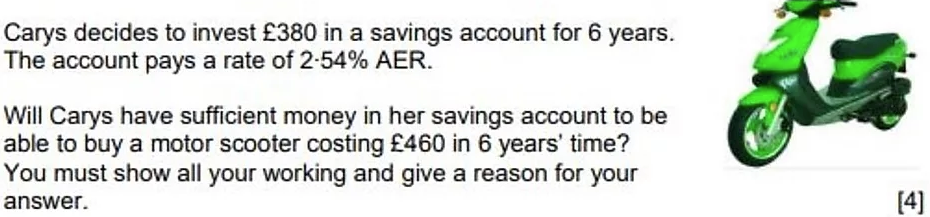 Carys decides to invest £380 in a savings account for 6 years.
The account pays a rate of 2·54% AER.
Will Carys have sufficient money in her savings account to be
able to buy a motor scooter costing £460 in 6 years' time?
You must show all your working and give a reason for your
answer.
[4]